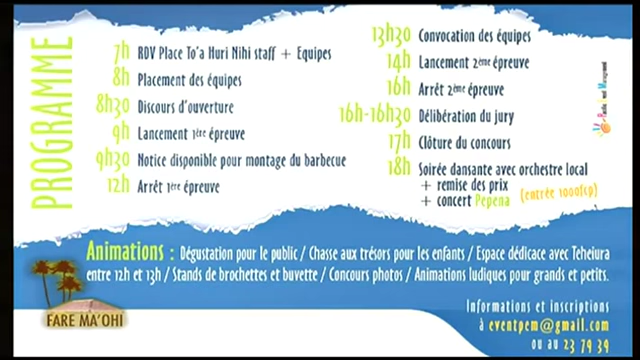 PROGRAMME
7h RDV Place To'a Huri Nihi staff + Equipes
8h Placement des équipes
8h30 Discours d'ouverture
9h Lancement 1ère épreuve
9h30 Notice disponible pour montage du barbecue
12h Arrêt 1ère épreuve
13h30 Convocation des équipes
14h Lancement 2ème épreuve
16h Arrêt 2ème épreuve
16h-16h30 Délibération du jury
17h Clôture du concours
18h Soirée dansante avec orchestre local
+ remise des prix
+ concert Pepena (entrée 1000fcp)
Animations : Dégustation pour le public / Chasse aux trésors pour les enfants / Espace dédicace avec Teheiura
entre 12h et 13h / Stands de brochettes et buvette / Concours photos / Animations ludiques pour grands et petits.
FARE MA'OHI
Informations et inscriptions
à eventpem@gmail.com
ou au 23 79 39